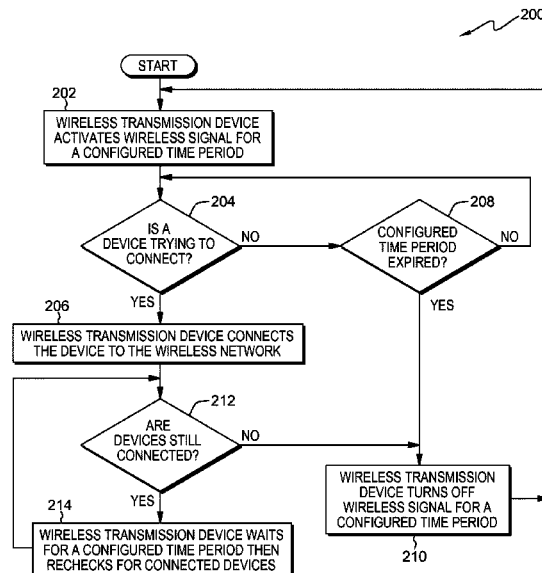 200
START
202
WIRELESS TRANSMISSION DEVICE
ACTIVATES WIRELESS SIGNAL FOR
A CONFIGURED TIME PERIOD
204
IS A
DEVICE TRYING TO
CONNECT?
NO
YES
208
CONFIGURED
TIME PERIOD
EXPIRED?
NO
YES
206
WIRELESS TRANSMISSION DEVICE CONNECTS
THE DEVICE TO THE WIRELESS NETWORK
212
ARE
DEVICES STILL
CONNECTED?
NO
YES
WIRELESS TRANSMISSION
DEVICE TURNS OFF
WIRELESS SIGNAL FOR A
CONFIGURED TIME PERIOD
210
214
WIRELESS TRANSMISSION DEVICE WAITS
FOR A CONFIGURED TIME PERIOD THEN
RECHECKS FOR CONNECTED DEVICES